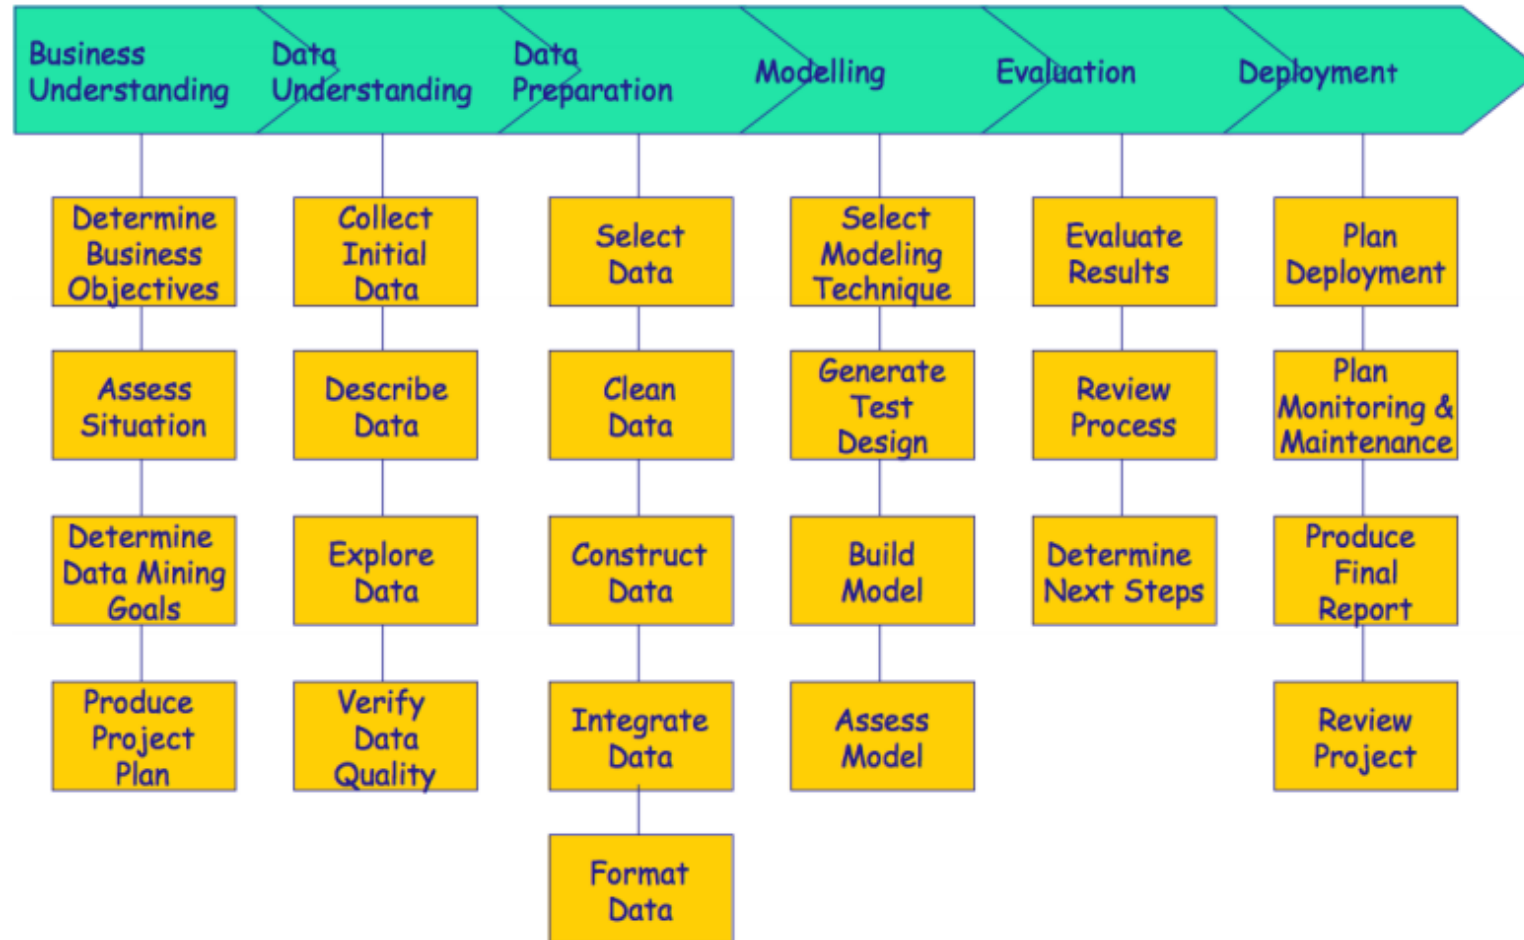 Business
Understanding
Data
Understanding
Data
Preparation
Modelling
Evaluation
Deployment
Determine
Business
Objectives
Assess
Situation
Determine
Data Mining
Goals
Produce
Project
Plan
Collect
Initial
Data
Describe
Data
Explore
Data
Verify
Data
Quality
Select
Data
Clean
Data
Construct
Data
Integrate
Data
Format
Data
Select
Modeling
Technique
Generate
Test
Design
Build
Model
Assess
Model
Evaluate
Results
Review
Process
Determine
Next Steps
Plan
Deployment
Plan
Monitoring &
Maintenance
Produce
Final
Report
Review
Project